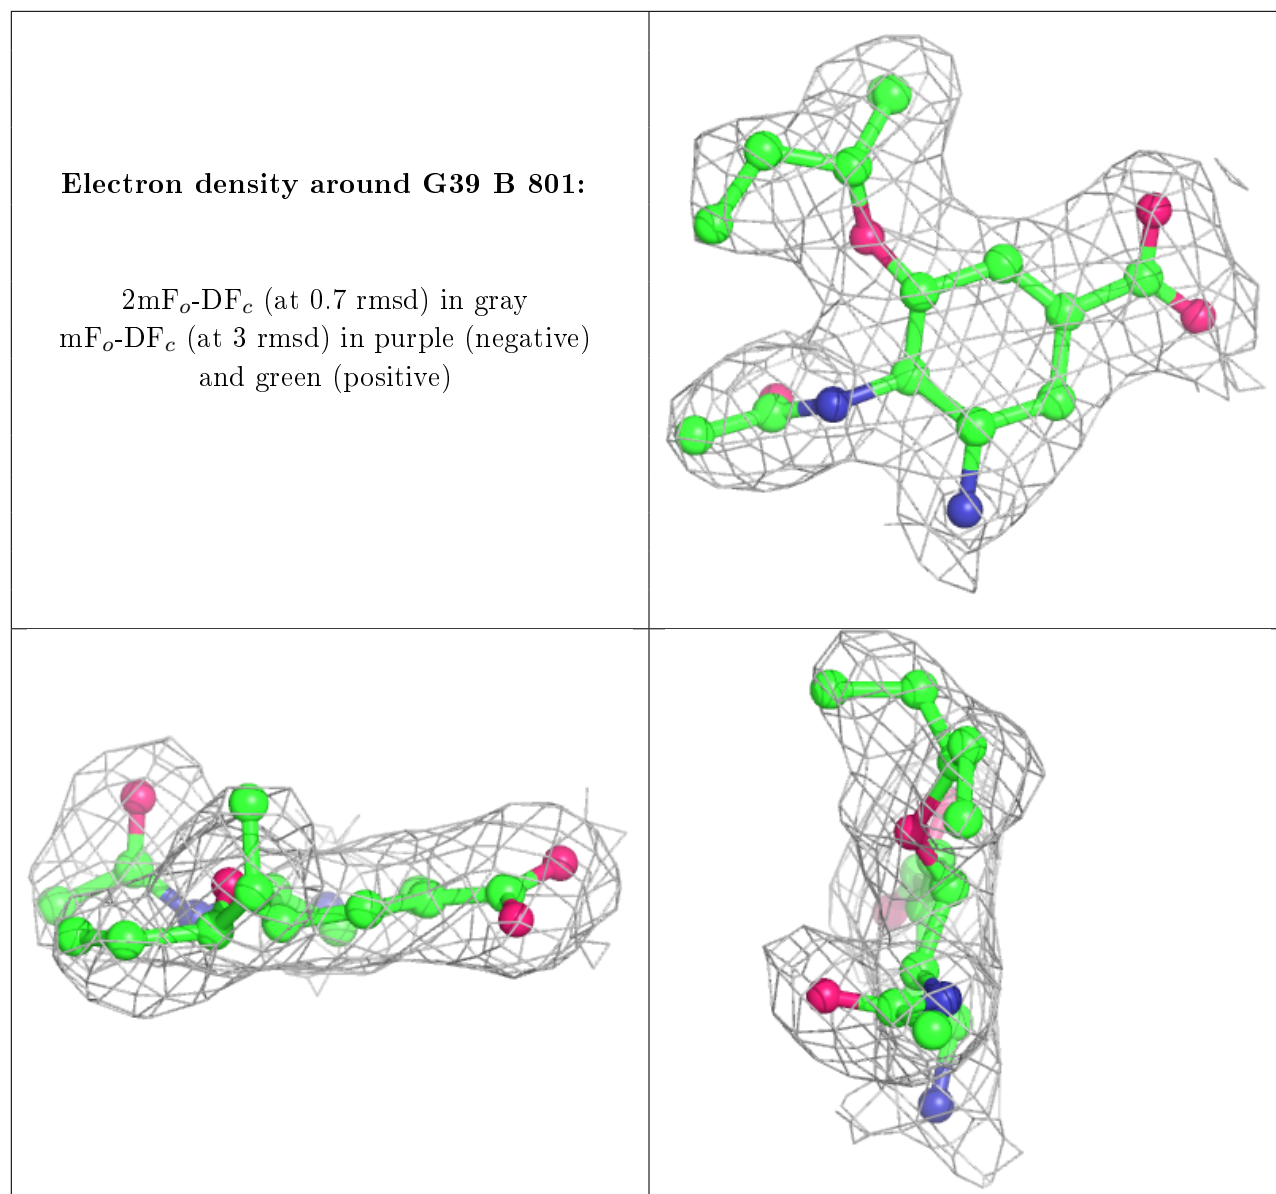 Electron density around G39 B 801:
2mFo-DFc (at 0.7 rmsd) in gray
mFo-DFc (at 3 rmsd) in purple (negative)
and green (positive)